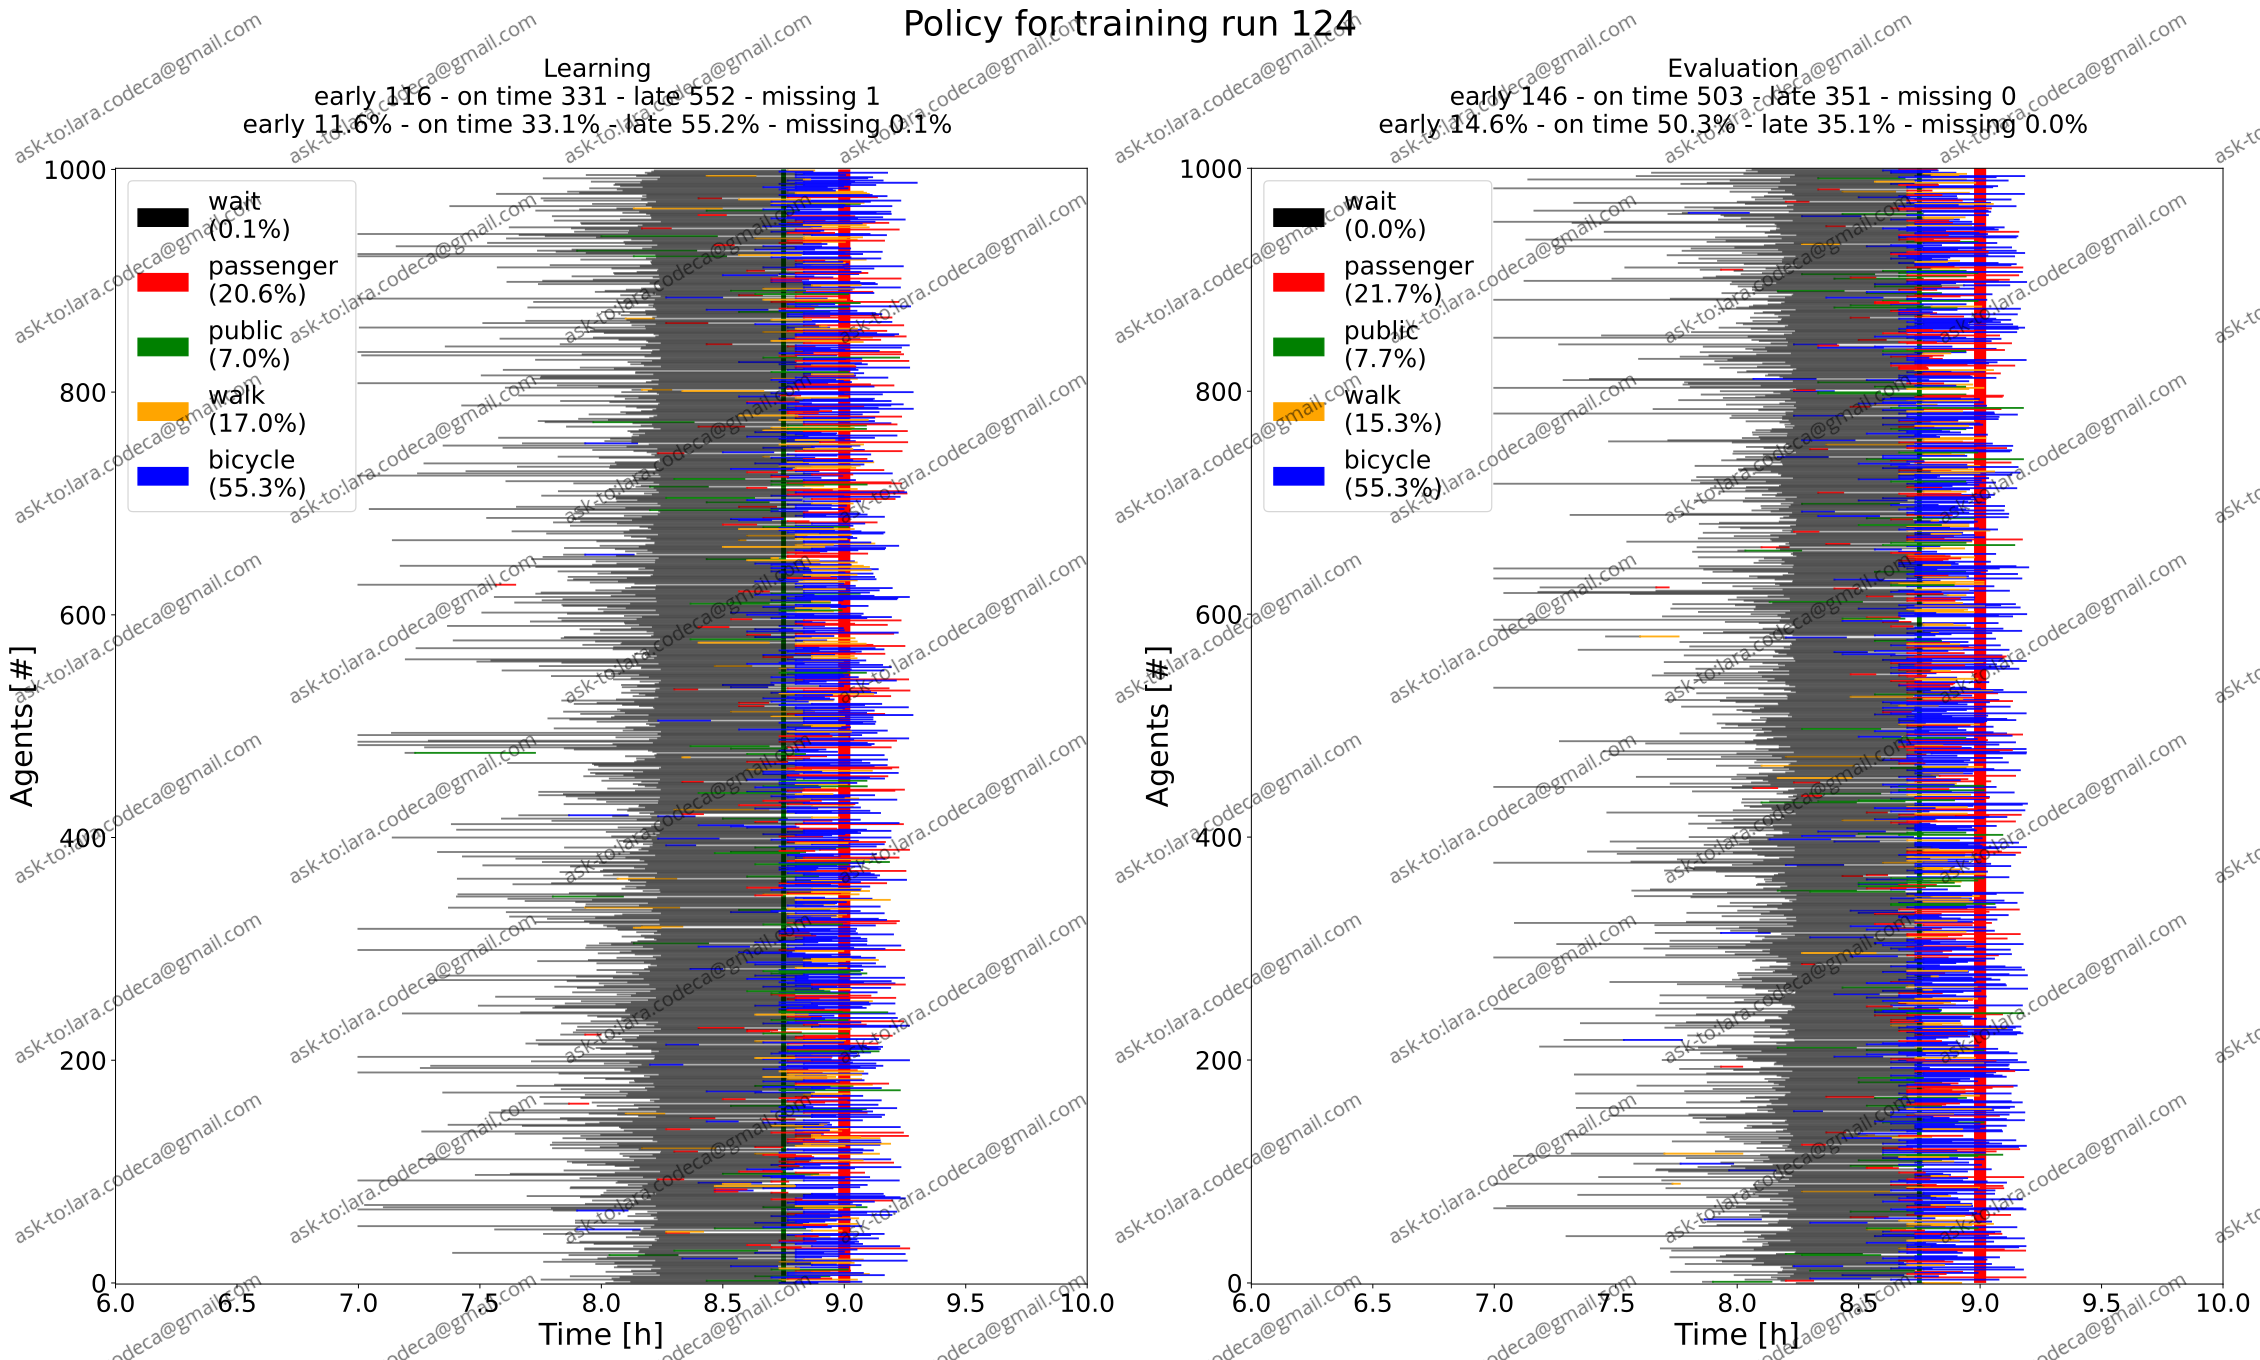 Policy for training run 124
Learning
early 116 - on time 331 - late 552 - missing 1
early 11.6% - on time 33.1% - late 55.2% - missing 0.1%
1000
800
600
400
200
0
Agents [#]
wait
(0.1%)
passenger
(20.6%)
public
(7.0%)
walk
(17.0%)
bicycle
(55.3%)
6.0 6.5 7.0 7.5 8.0 8.5 9.0 9.5 10.0
Time [h]
Evaluation
early 146 - on time 503 - late 351 - missing 0
early 14.6% - on time 50.3% - late 35.1% - missing 0.0%
1000
800
600
400
200
0
Agents [#]
wait
(0.0%)
passenger
(21.7%)
public
(7.7%)
walk
(15.3%)
bicycle
(55.3%)
6.0 6.5 7.0 7.5 8.0 8.5 9.0 9.5 10.0
Time [h]
ask-to:lara.codeca@gmail.com